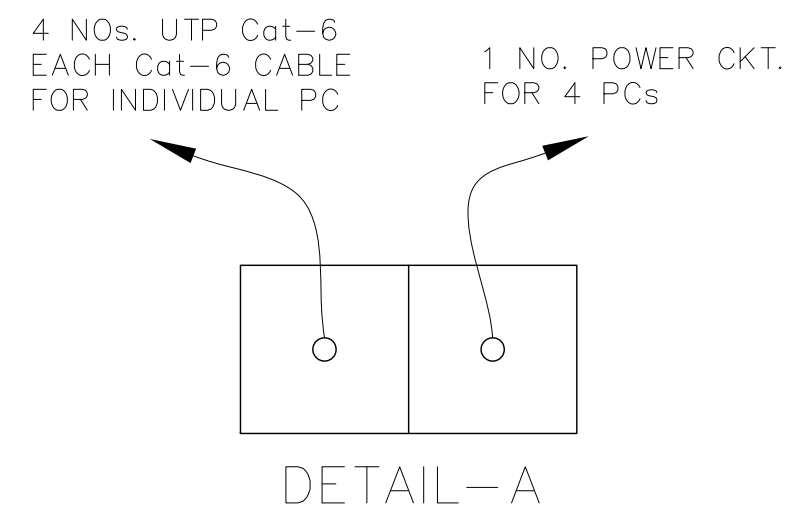 4 NOs. UTP Cat-6
EACH Cat-6 CABLE
FOR INDIVIDUAL PC
1 NO. POWER CKT.
FOR 4 PCs
DETAIL-A